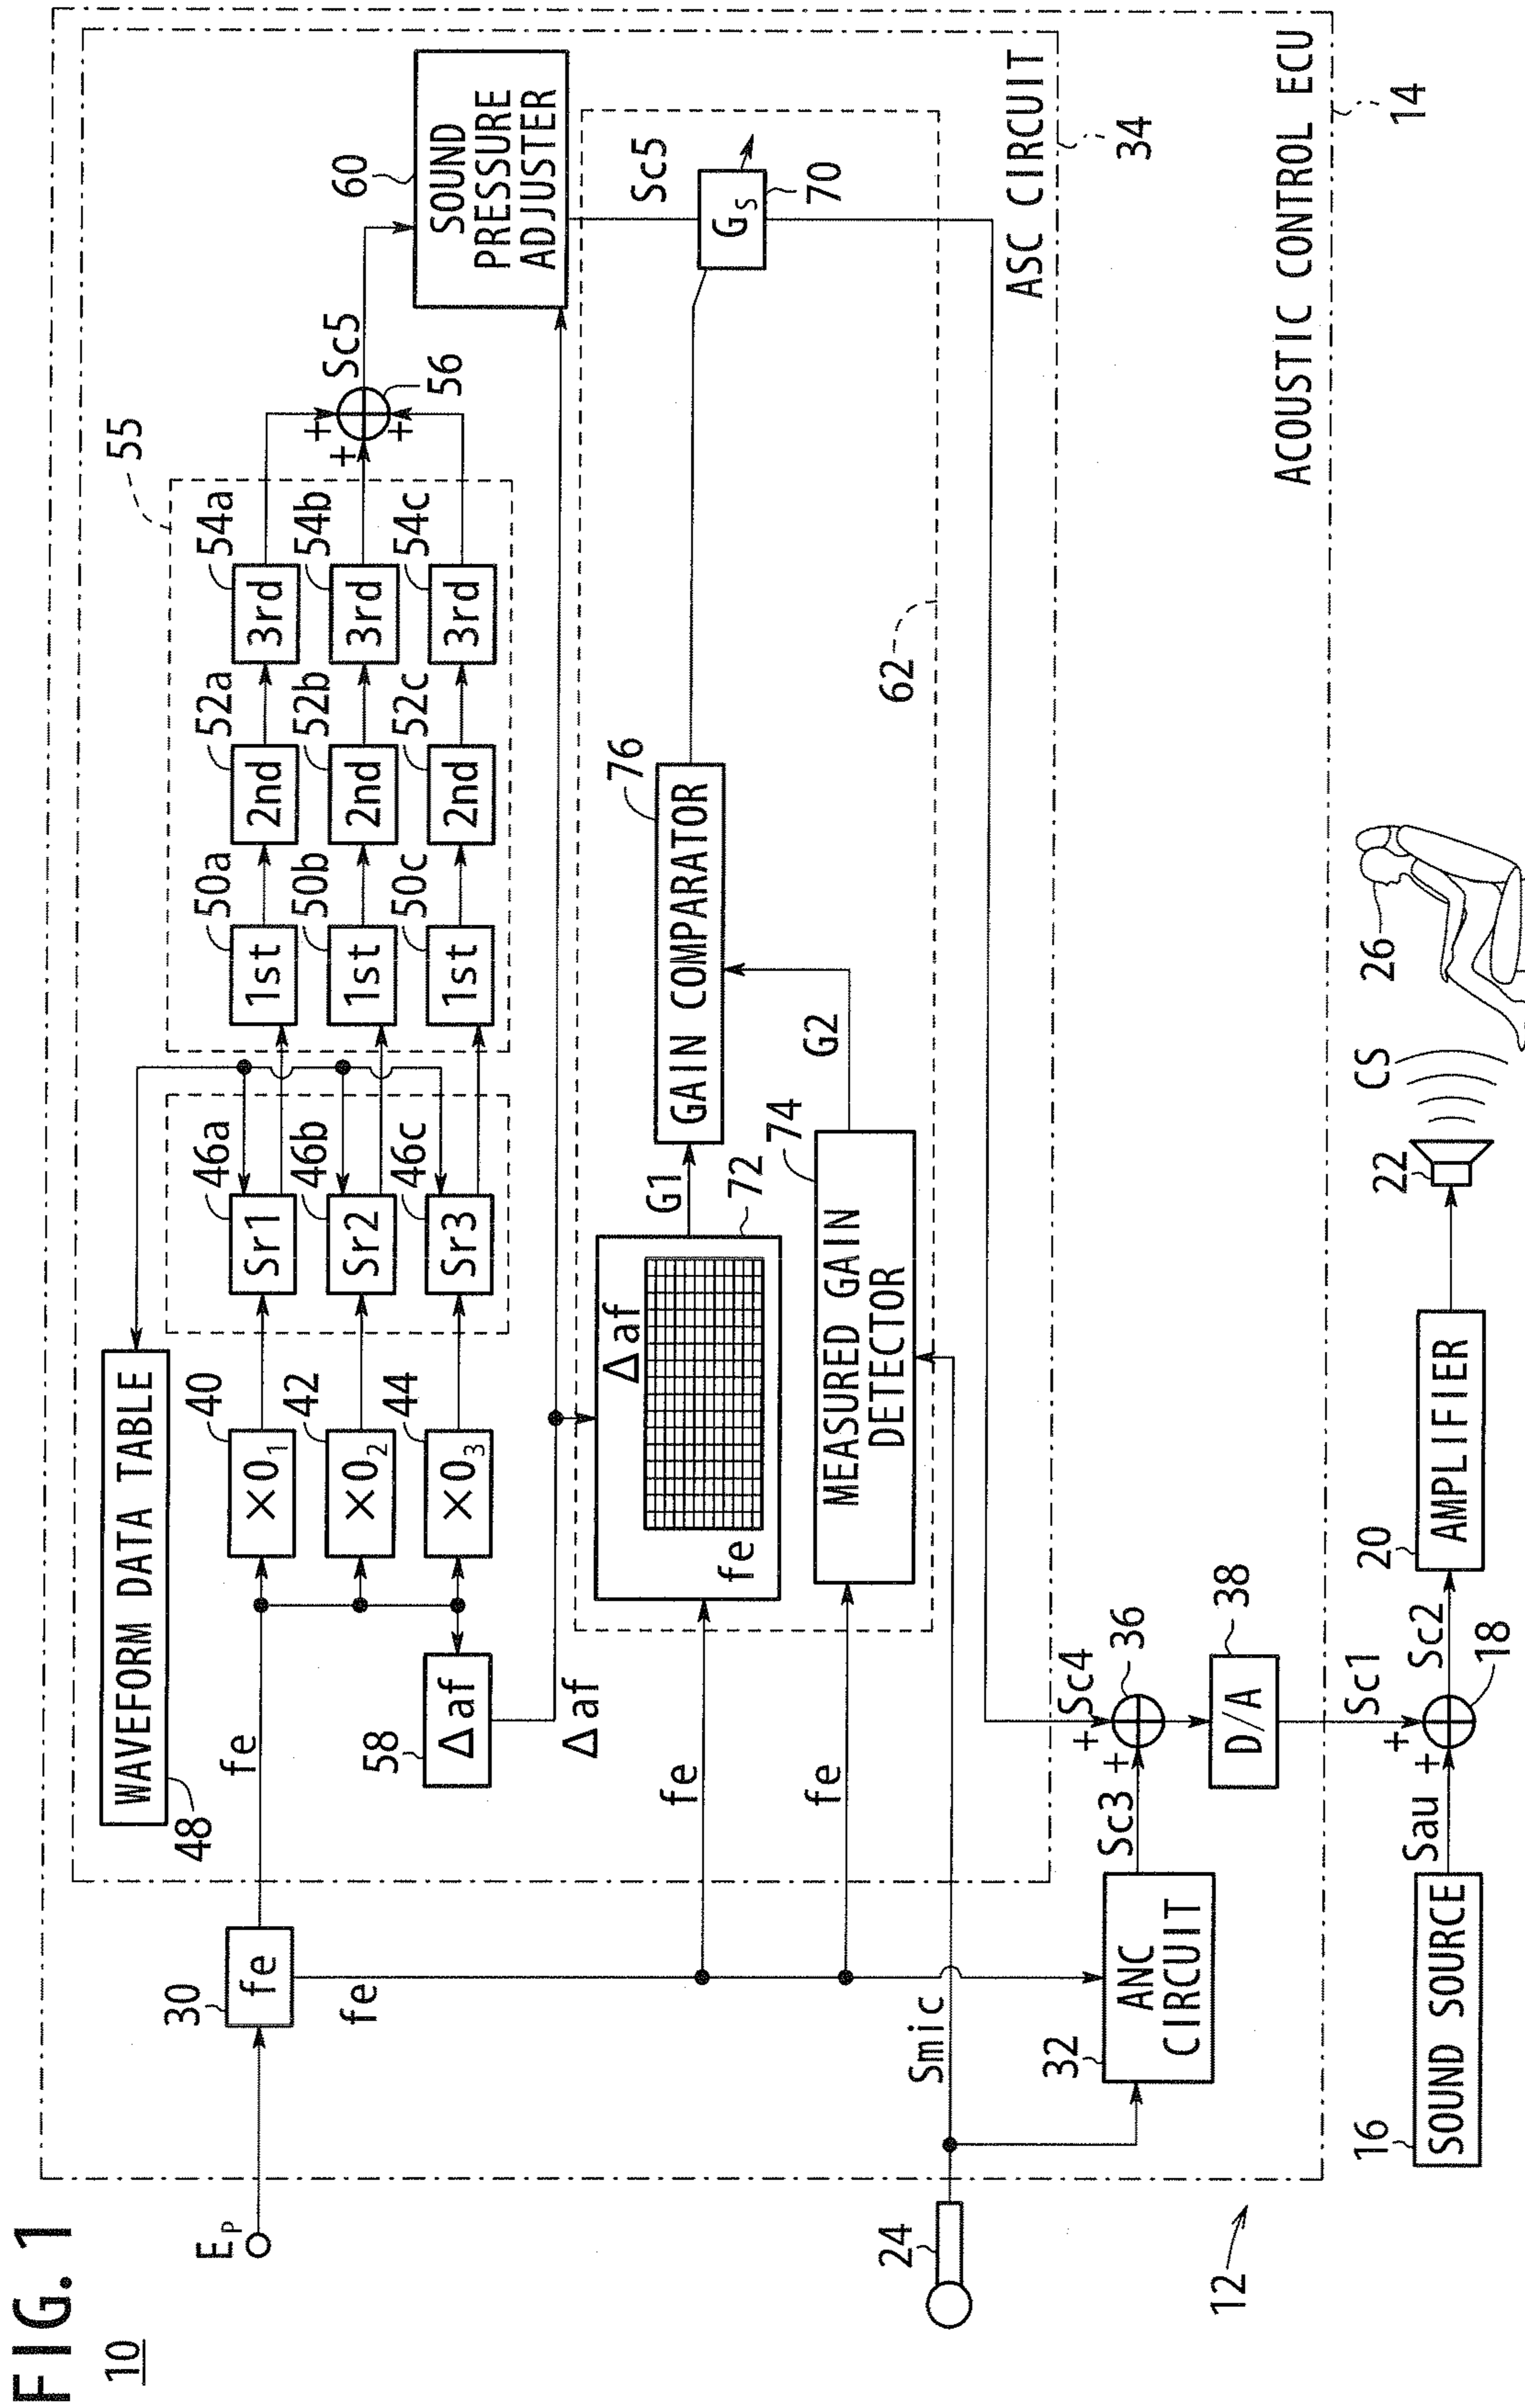 FIG. 1
10
WAVEFORM DATA TABLE
48
55
40
46a
50a
52a
54a
×O1
Sr1
1st
2nd
3rd
42
46b
50b
52b
54b
×O2
Sr2
1st
2nd
3rd
44
46c
50c
52c
54c
×O3
Sr3
1st
2nd
3rd
+
+
+
56
Sc5
60
SOUND
PRESSURE
ADJUSTER
EP
30
fe
fe
fe
58
Δaf
Δaf
fe
Δaf
fe
72
G1
76
GAIN COMPARATOR
Sc5
GS
70
fe
MEASURED GAIN
DETECTOR
74
G2
62
24
Smic
ASC CIRCUIT
34
32
ANC
CIRCUIT
Sc3
+
+
Sc4
36
D/A
38
ACOUSTIC CONTROL ECU
14
12
Sc1
16
SOUND SOURCE
Sau
+
+
18
Sc2
20
AMPLIFIER
22
CS
26